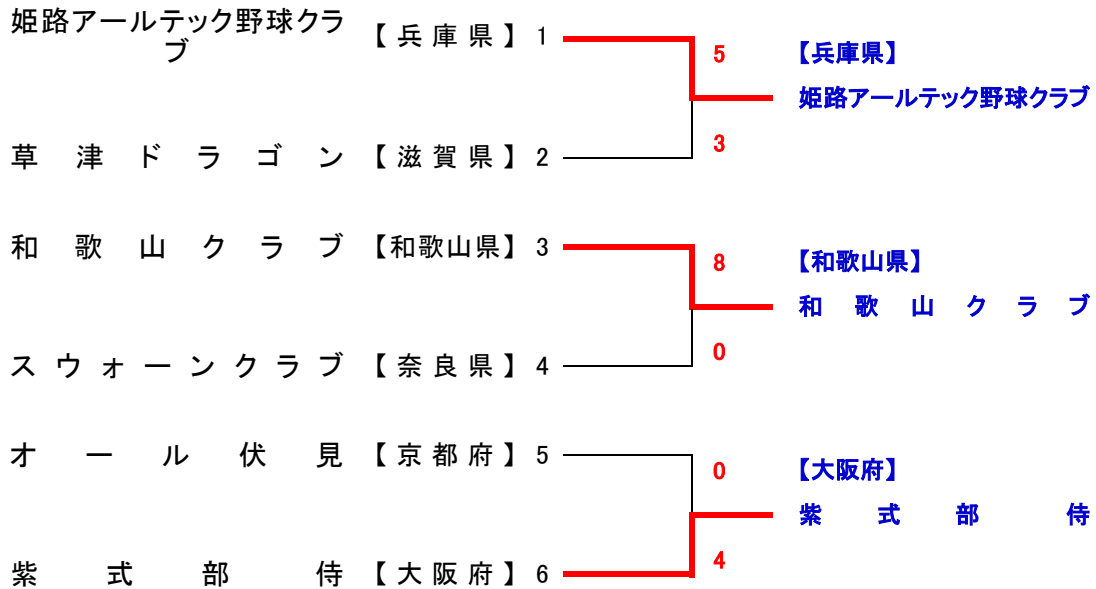 姫路アールテック野球クラ
ブ
【兵庫県】 1
5
【兵庫県】
姫路アールテック野球クラブ
草津ドラゴン 【滋賀県】 2
3
和歌山クラブ 【和歌山県】 3
8
【和歌山県】
和歌山クラブ
スウォーンクラブ 【奈良県】 4
0
オール伏見 【京都府】 5
0
【大阪府】
紫式部侍
紫式部侍 【大阪府】 6
4